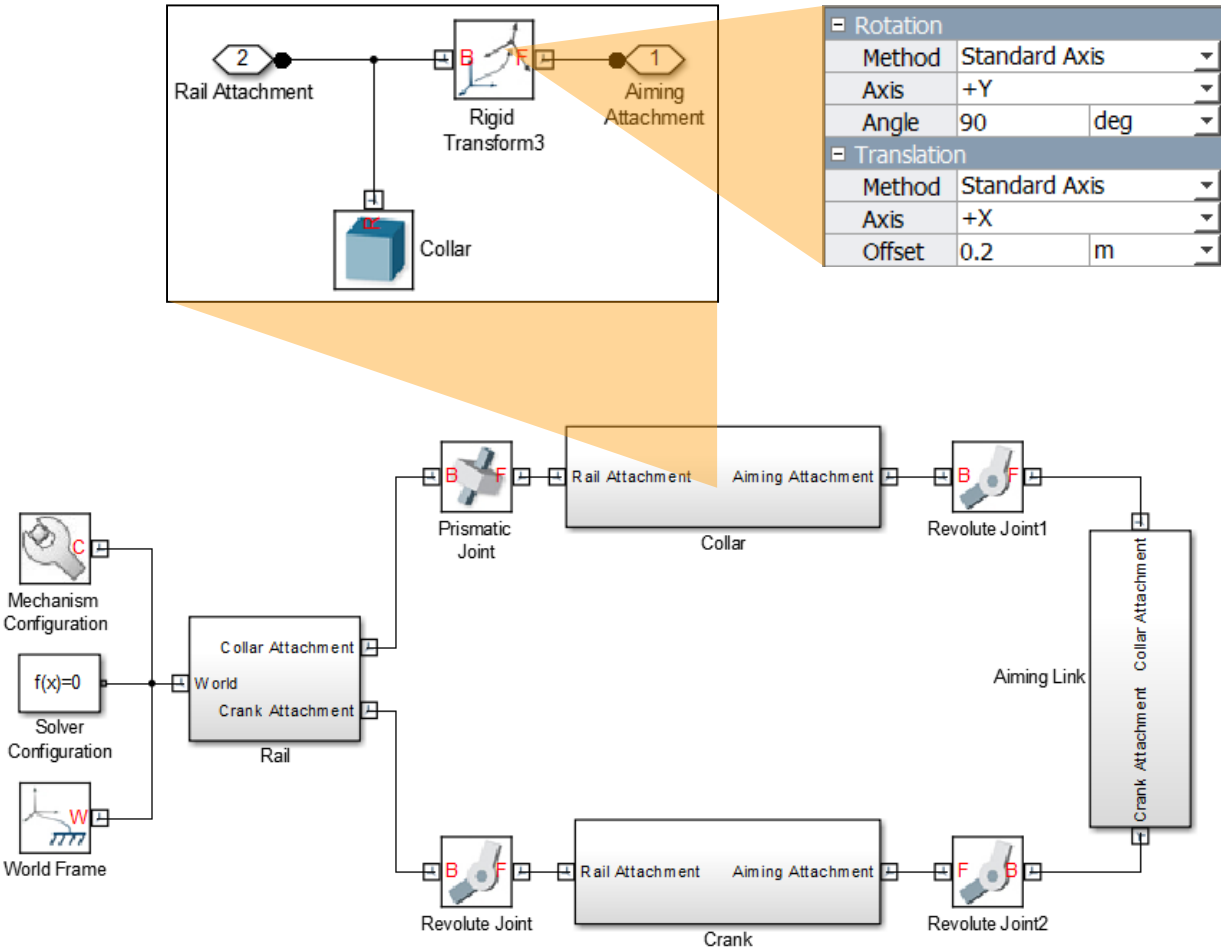 2
Rail Attachment
B
F
Rigid
Transform3
1
Aiming
Attachment
R
Collar
Rotation
Method Standard Axis
Axis +Y
Angle 90 deg
Translation
Method Standard Axis
Axis +X
Offset 0.2 m
B F
Prismatic
Joint
Rail Attachment Aiming Attachment
Collar
B F
Revolute Joint1
C
Mechanism
Configuration
f(x)=0
Solver
Configuration
W
World Frame
Collar Attachment
World
Crank Attachment
Rail
Collar Attachment
Crank Attachment
Aiming Link
B F
Revolute Joint
Rail Attachment Aiming Attachment
Crank
F B
Revolute Joint2